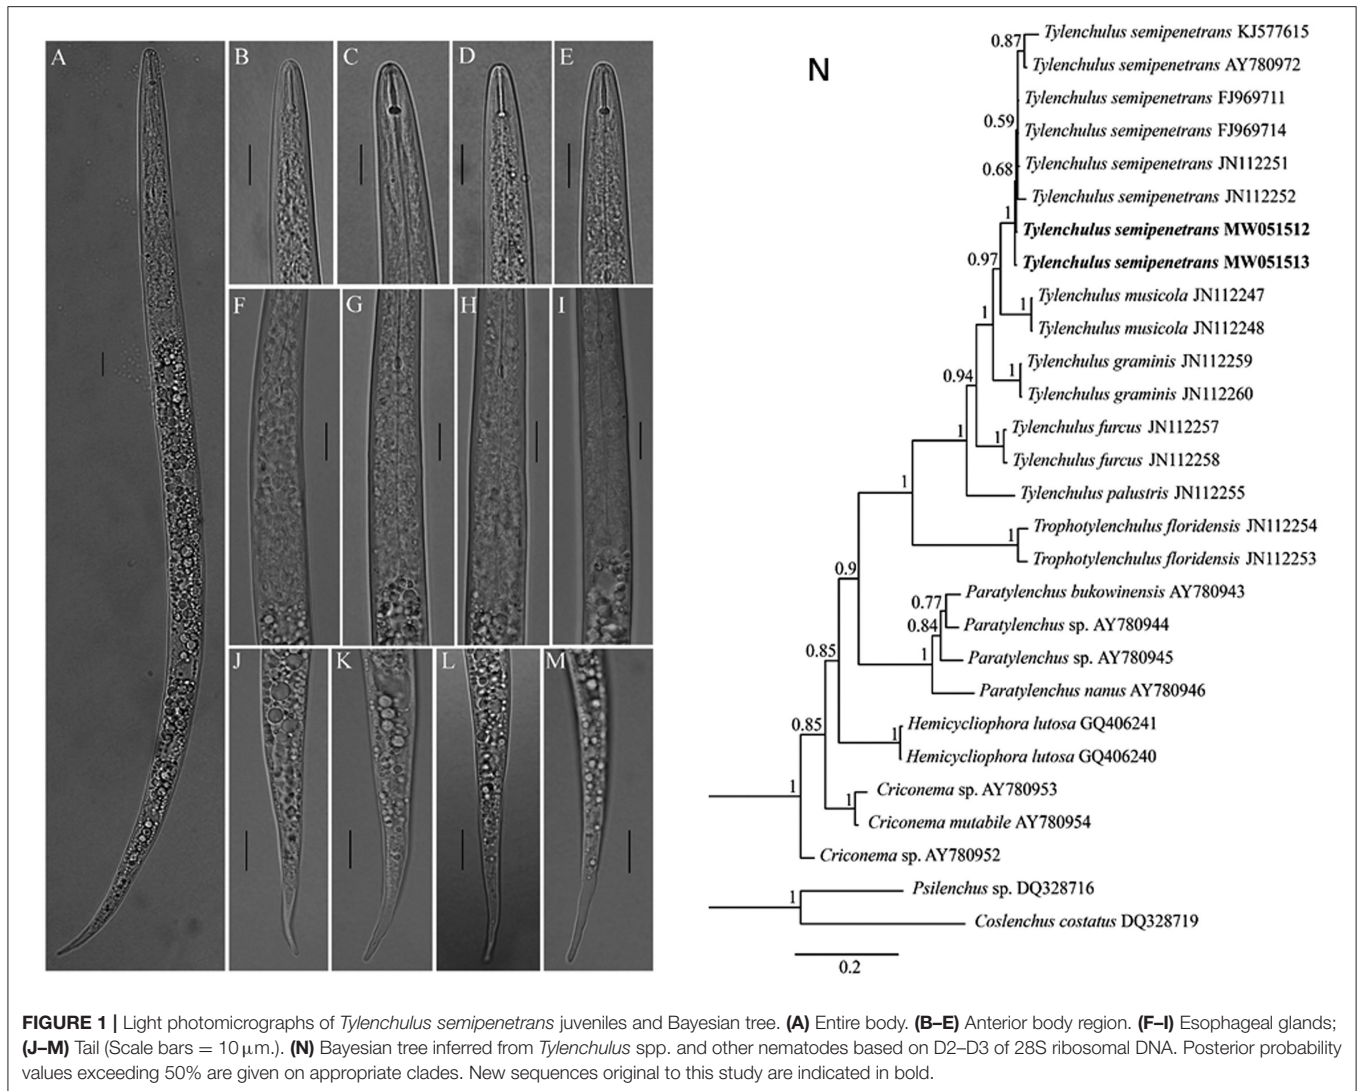 A
B
C
D
E
F
G
H
I
J
K
L
M
N
Tylenchulus semipenetrans KJ577615
0.87
Tylenchulus semipenetrans AY780972
Tylenchulus semipenetrans FJ969711
0.59
Tylenchulus semipenetrans FJ969714
Tylenchulus semipenetrans JN112251
0.68
Tylenchulus semipenetrans JN112252
1
Tylenchulus semipenetrans MW051512
0.97
Tylenchulus semipenetrans MW051513
Tylenchulus musicola JN112247
1
1
Tylenchulus musicola JN112248
Tylenchulus graminis JN112259
1
0.94
Tylenchulus graminis JN112260
Tylenchulus furcus JN112257
1
1
Tylenchulus furcus JN112258
1
Tylenchulus palustris JN112255
Trophotylenchulus floridensis JN112254
1
Trophotylenchulus floridensis JN112253
0.9
Paratylenchus bukowinensis AY780943
0.77
Paratylenchus sp. AY780944
0.84
Paratylenchus sp. AY780945
1
0.85
Paratylenchus nanus AY780946
Hemicycliophora lutosa GQ406241
0.85
1
Hemicycliophora lutosa GQ406240
Criconema sp. AY780953
1
1
Criconema mutabile AY780954
Criconema sp. AY780952
Psilenchus sp. DQ328716
1
Coslenchus costatus DQ328719
0.2
FIGURE 1 | Light photomicrographs of Tylenchulus semipenetrans juveniles and Bayesian tree. (A) Entire body. (B–E) Anterior body region. (F–I) Esophageal glands;
(J–M) Tail (Scale bars = 10 μm.). (N) Bayesian tree inferred from Tylenchulus spp. and other nematodes based on D2–D3 of 28S ribosomal DNA. Posterior probability
values exceeding 50% are given on appropriate clades. New sequences original to this study are indicated in bold.